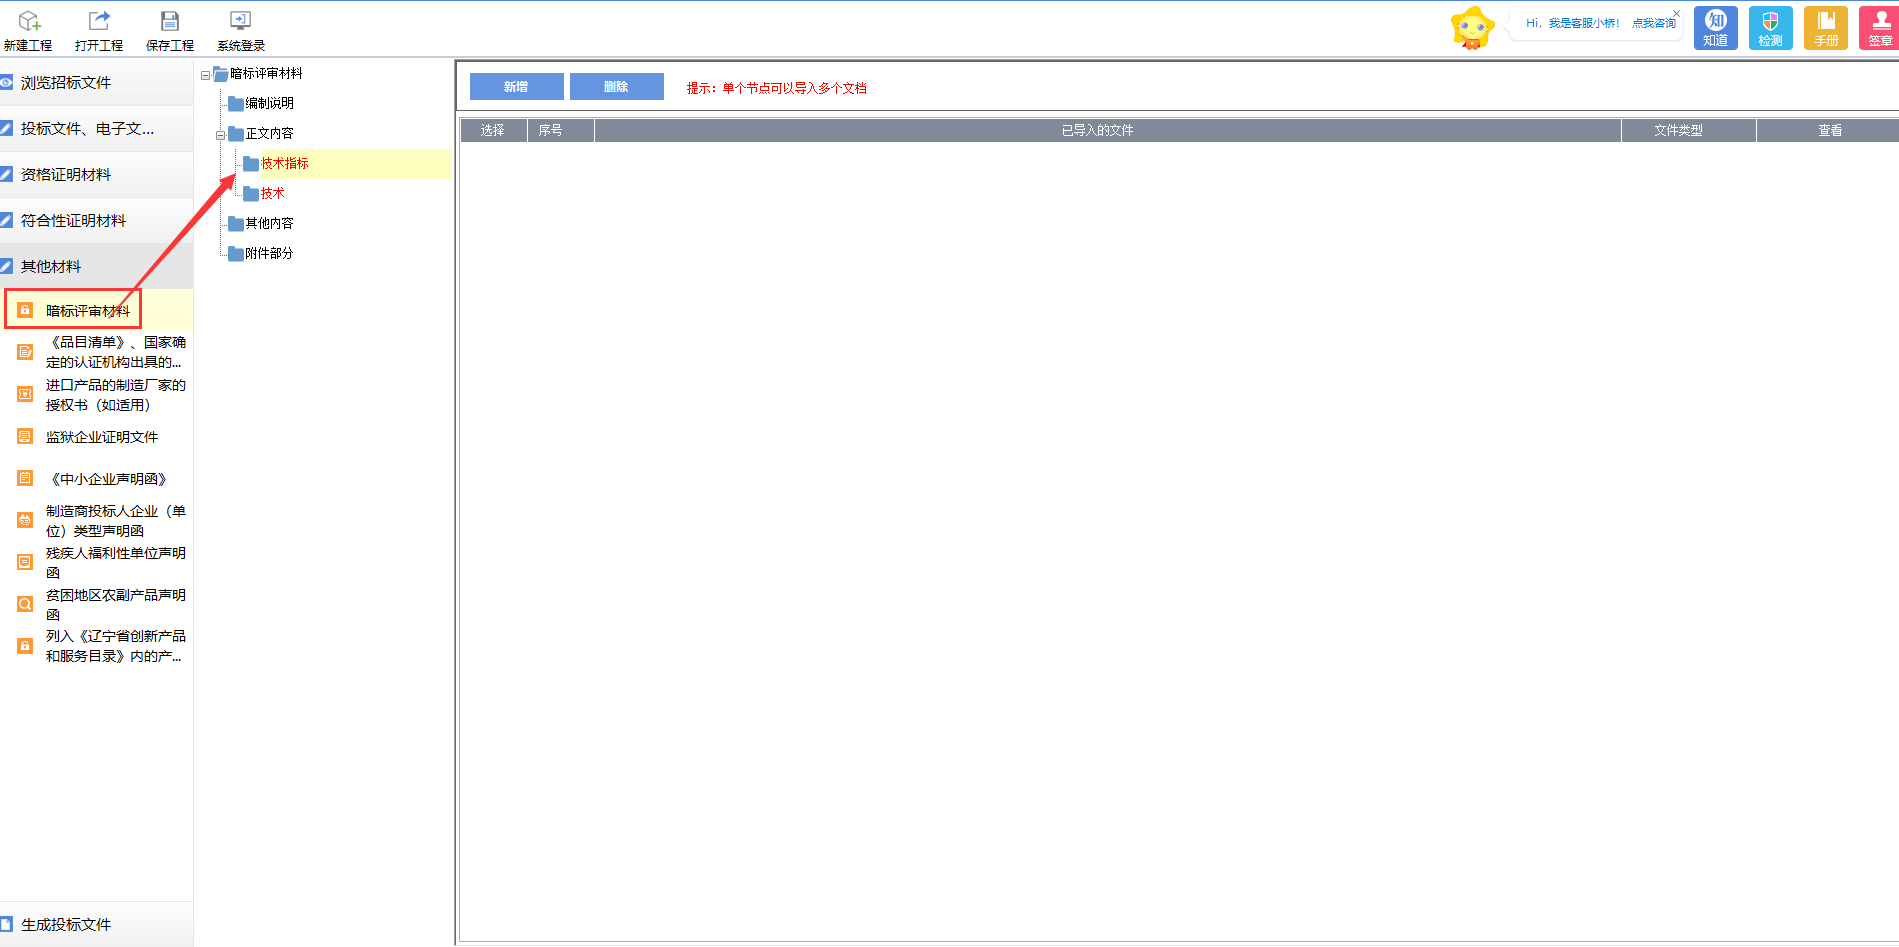 新建工程
打开工程
保存工程
系统登录
Hi，我是客服小桥！ 点我咨询
知
知道
检测
手册
签章
浏览招标文件
投标文件、电子文...
资格证明材料
符合性证明材料
其他材料
暗标评审材料
《品目清单》、国家确
定的认证机构出具的...
进口产品的制造厂家的
授权书（如适用）
监狱企业证明文件
《中小企业声明函》
制造商投标人企业（单
位）类型声明函
残疾人福利性单位声明
函
贫困地区农副产品声明
函
列入《辽宁省创新产品
和服务目录》内的产...
生成投标文件
暗标评审材料
编制说明
正文内容
技术指标
技术
其他内容
附件部分
新增
删除
提示：单个节点可以导入多个文档
选择
序号
已导入的文件
文件类型
查看